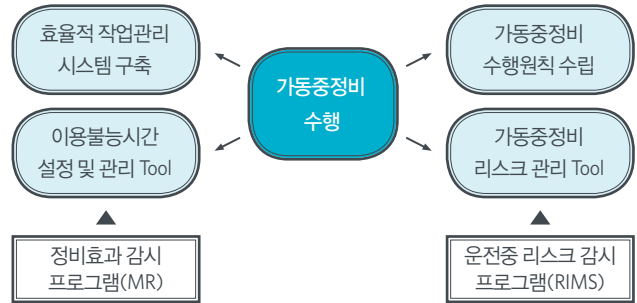 효율적 작업관리
시스템 구축
가동중정비
수행원칙 수립
가동중정비
수행
이용불능시간
설정 및 관리 Tool
가동중정비
리스크 관리 Tool
정비효과 감시
프로그램(MR)
운전중 리스크 감시
프로그램(RIMS)